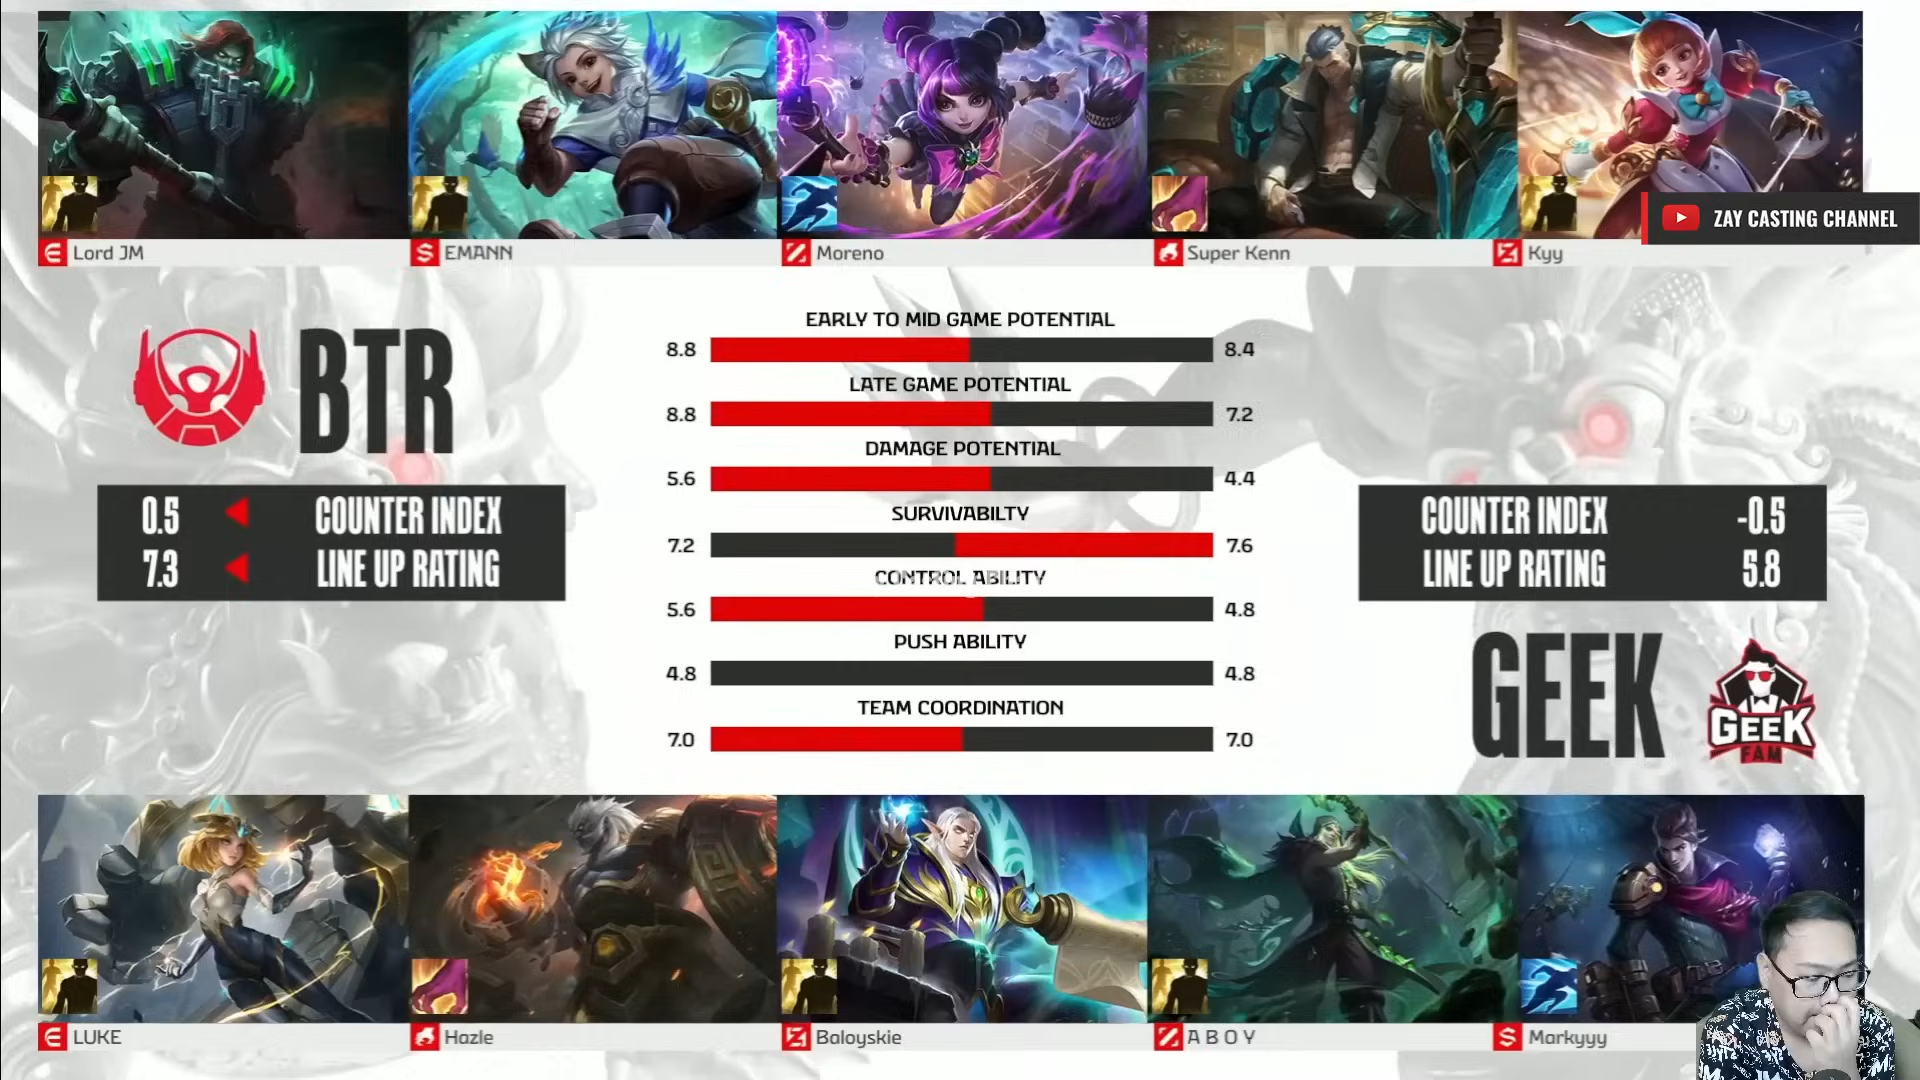 Lord JM
EMANN
Moreno
Super Kenn
Kyy
ZAY CASTING CHANNEL
BTR
0.5 COUNTER INDEX
7.3 LINE UP RATING
EARLY TO MID GAME POTENTIAL
8.8 8.4
LATE GAME POTENTIAL
8.8 7.2
DAMAGE POTENTIAL
5.6 4.4
SURVIVABILTY
7.2 7.6
CONTROL ABILITY
5.6 4.8
PUSH ABILITY
4.8 4.8
TEAM COORDINATION
7.0 7.0
COUNTER INDEX -0.5
LINE UP RATING 5.8
GEEK
GEEK
FAM
LUKE
Hazle
Baloyskie
A B O Y
Markyyy